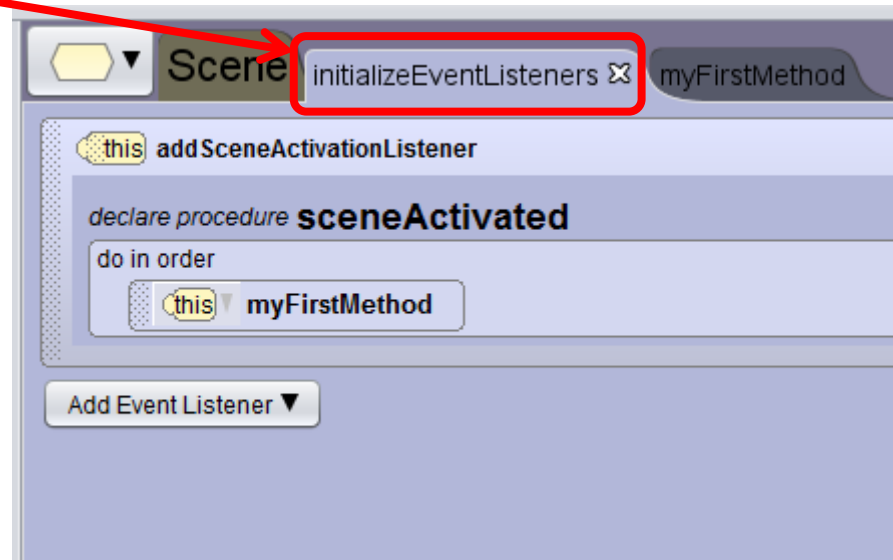 Scene initializeEventListeners myFirstMethod
this addSceneActivationListener
declare procedure sceneActivated
do in order
this myFirstMethod
Add Event Listener